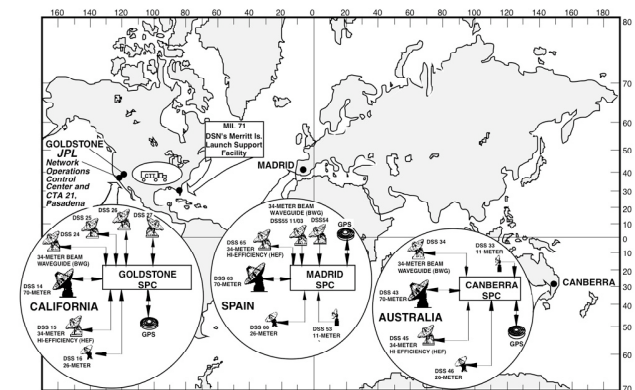 160 120 80 40 20 0 20 40 80 120 160 180
80
70
60
50
40
30
20
10
0
10
20
30
40
50
60
70
MIL 71
DSN's Merritt Is.
Launch Support
Facility
GOLDSTONE
JPL
Network
Operations
Control
Center and
CTA 21,
Pasadena
CTT
MADRID
CANBERRA
DSS 24
DSS 25
DSS 26
DSS 27
34-METER BEAM
WAVEGUIDE (BWG)
DSS 14
70-METER
GOLDSTONE
SPC
CALIFORNIA
DSS 15
34-METER
HI-EFFICIENCY (HEF)
DSS 16
26-METER
GPS
34-METER BEAM
WAVEGUIDE (BWG)
DSS55 11/03 DSS54
GPS
DSS 65
34-METER
HI-EFFICIENCY (HEF)
DSS 63
70-METER
MADRID
SPC
SPAIN
DSS 66
26-METER
DSS 53
11-METER
DSS 34
34-METER BEAM
WAVEGUIDE (BWG)
DSS 33
11-METER
DSS 43
70-METER
CANBERRA
SPC
AUSTRALIA
DSS 45
34-METER
HI-EFFICIENCY (HEF)
DSS 46
26-METER
GPS